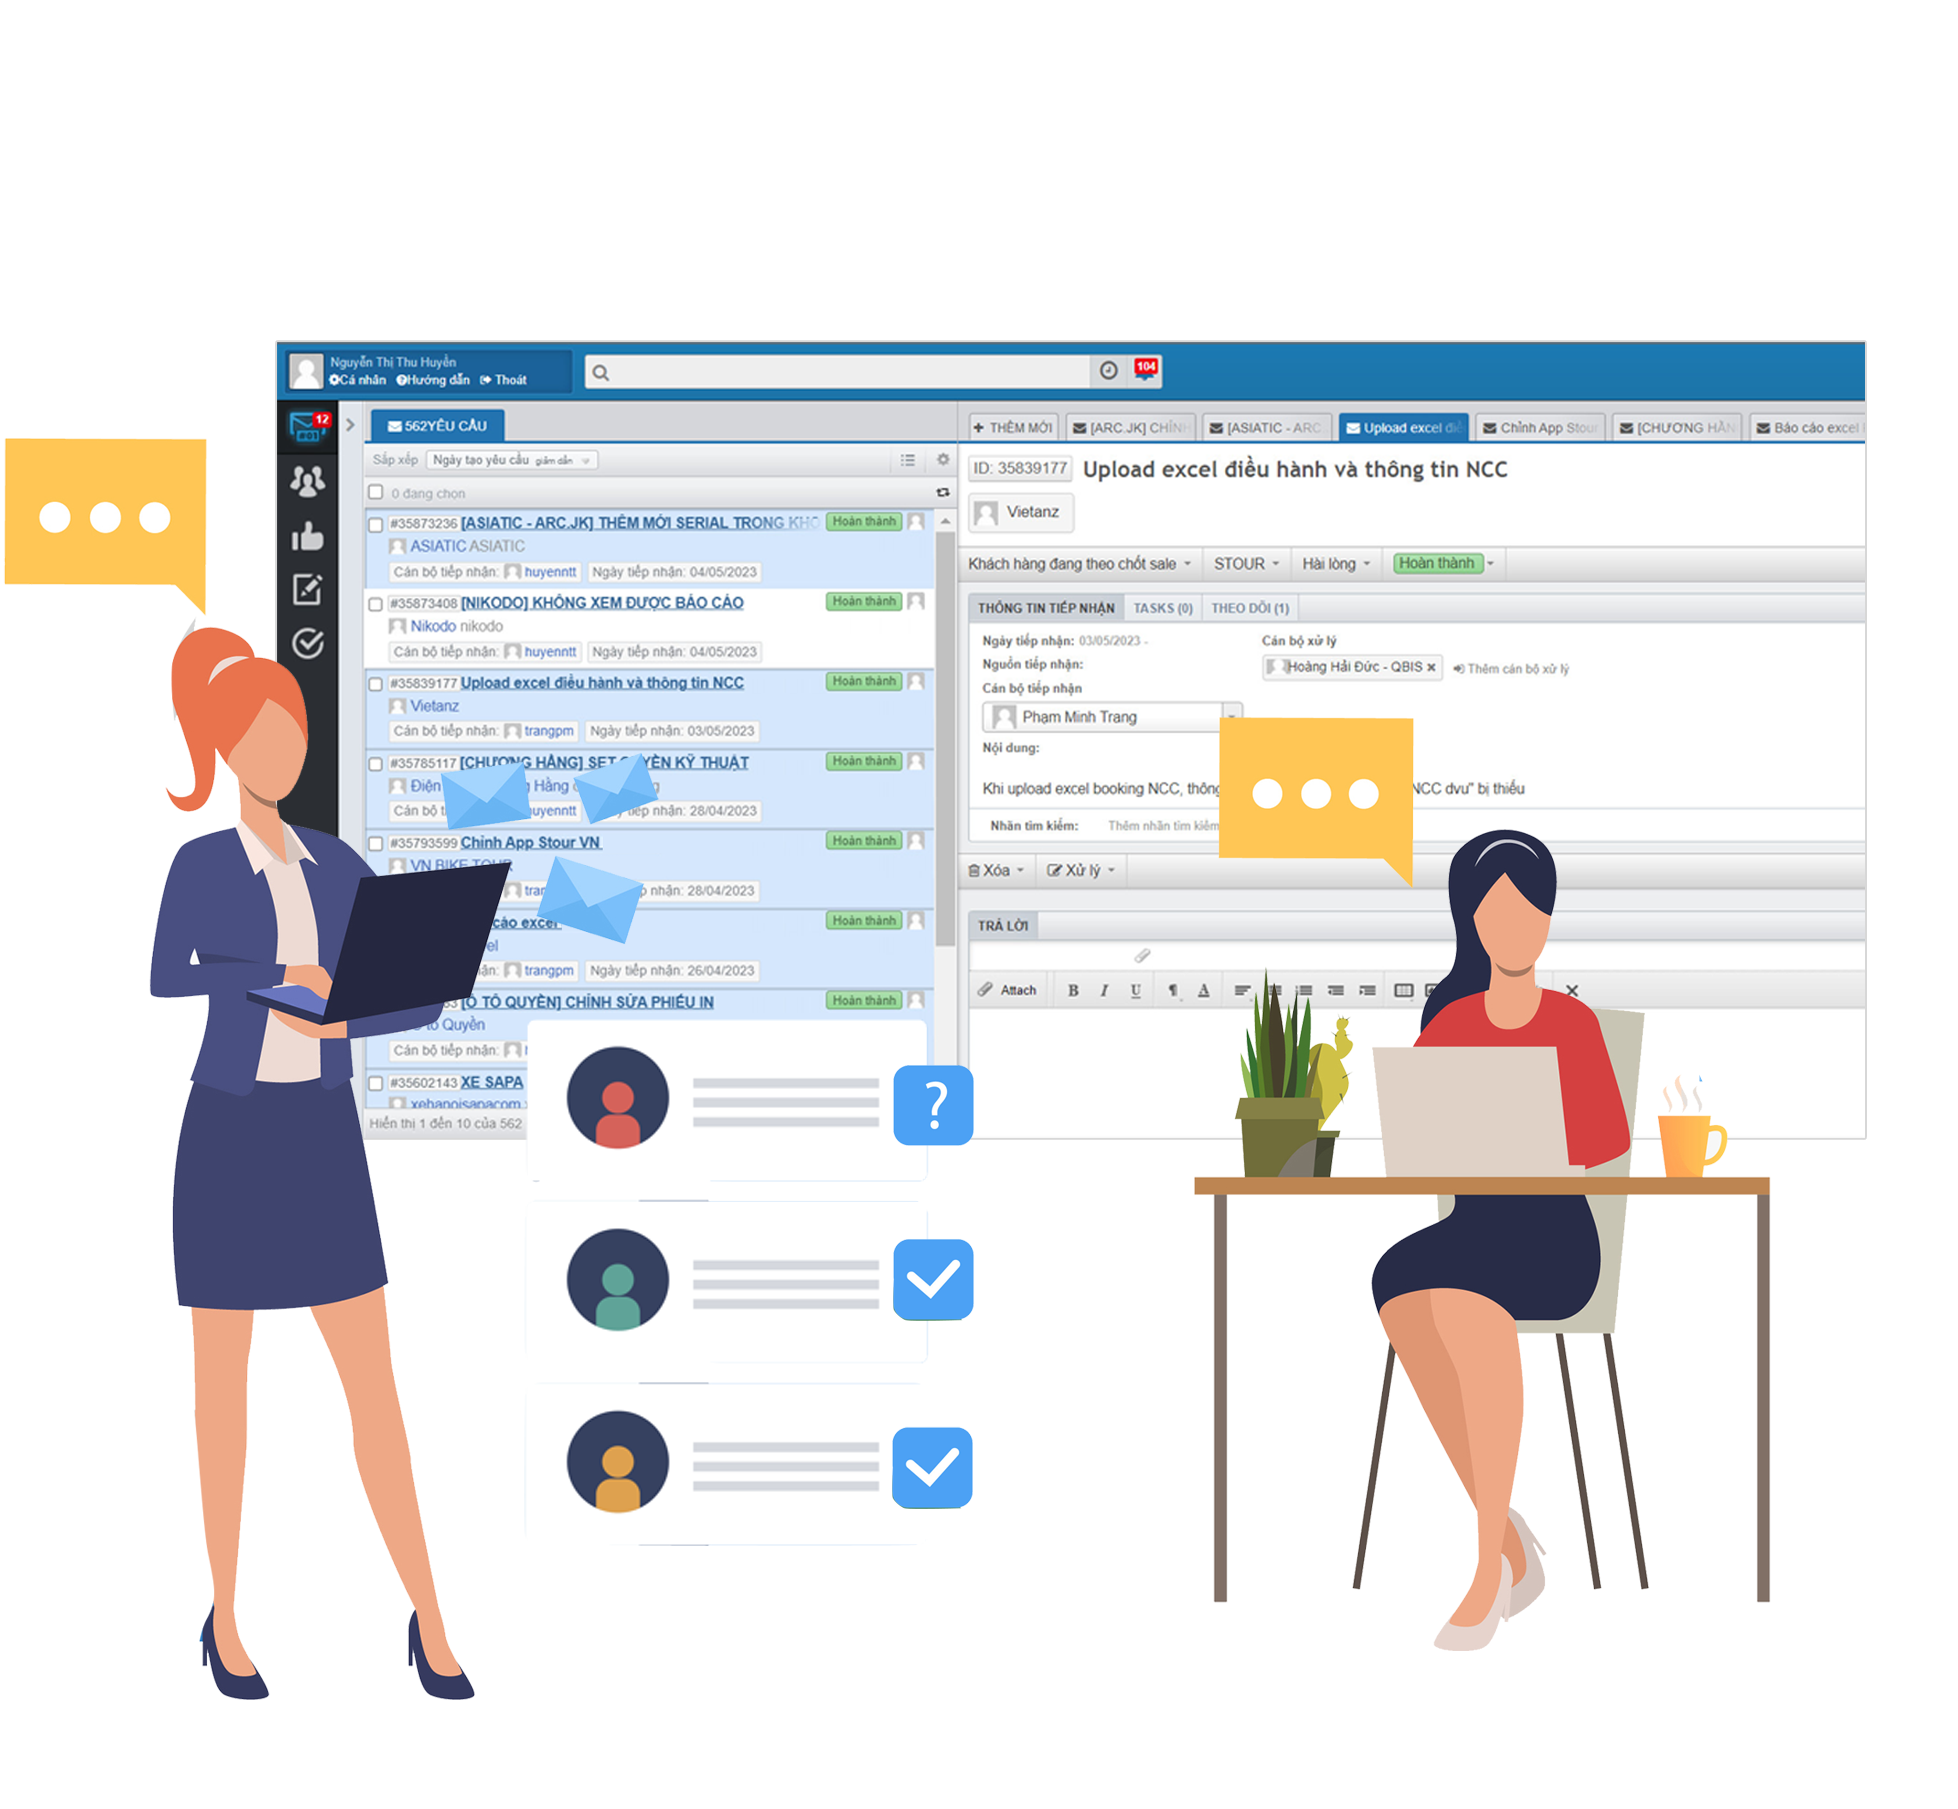 Nguyễn Thị Thu Huyền
Cá nhân Hướng dẫn Thoát
104
12
562YÊU CẦU
Sắp xếp Ngày tạo yêu cầu giảm dần
0 đang chọn
#35873236 [ASIATIC - ARC.JK] THÊM MỚI SERIAL TRONG KHO Hoàn thành
ASIATIC ASIATIC
Cán bộ tiếp nhận: huyenntt Ngày tiếp nhận: 04/05/2023
#35873408 [NIKODO] KHÔNG XEM ĐƯỢC BÁO CÁO Hoàn thành
Nikodo nikodo
Cán bộ tiếp nhận: huyenntt Ngày tiếp nhận: 04/05/2023
#35839177 Upload excel điều hành và thông tin NCC Hoàn thành
Vietanz
Cán bộ tiếp nhận: trangpm Ngày tiếp nhận: 03/05/2023
#35785117 [CHƯƠNG HẰNG] SET QUYỀN KỸ THUẬT Hoàn thành
Điện Hằng
Cán bộ huyenntt tiếp nhận: 28/04/2023
#35793599 Chỉnh App Stour VN Hoàn thành
VN BIKE TOUR
tiếp nhận: 28/04/2023
cáo excel Hoàn thành
trangpm Ngày tiếp nhận: 26/04/2023
[Ô TÔ QUYỀN] CHỈNH SỬA PHIẾU IN Hoàn thành
Ô tô Quyền
Cán bộ tiếp nhận:
#35602143 XE SAPA
xehanoisapacom
Hiển thị 1 đến 10 của 562
THÊM MỚI [ARC.JK] CHỈNH [ASIATIC - ARC Upload excel điề Chỉnh App Stour [CHƯƠNG HẰN Báo cáo excel
ID: 35839177 Upload excel điều hành và thông tin NCC
Vietanz
Khách hàng đang theo chốt sale STOUR Hài lòng Hoàn thành
THÔNG TIN TIẾP NHẬN TASKS (0) THEO DÕI (1)
Ngày tiếp nhận: 03/05/2023 - Cán bộ xử lý
Nguồn tiếp nhận: Hoàng Hải Đức - QBIS Thêm cán bộ xử lý
Cán bộ tiếp nhận
Phạm Minh Trang
Nội dung:
Khi upload excel booking NCC, thông NCC dvu" bị thiếu
Nhãn tìm kiếm: Thêm nhãn tìm kiếm
Xóa Xử lý
TRẢ LỜI
Attach B I U ¶ A
?